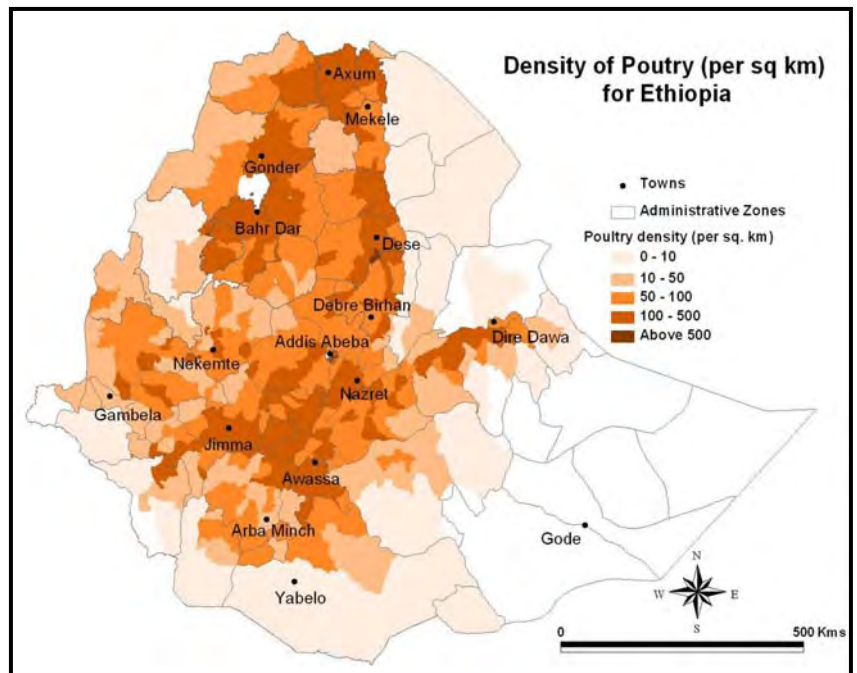 Density of Poutry (per sq km)
for Ethiopia
Axum
Mekele
Gonder
Bahr Dar
Dese
Debre Birhan
Addis Abeba
Dire Dawa
Nekemte
Nazret
Gambela
Jimma
Awassa
Arba Minch
Gode
Yabelo
Towns
Administrative Zones
Poultry density (per sq. km)
0 - 10
10 - 50
50 - 100
100 - 500
Above 500
N
W E
S
0 500 Kms